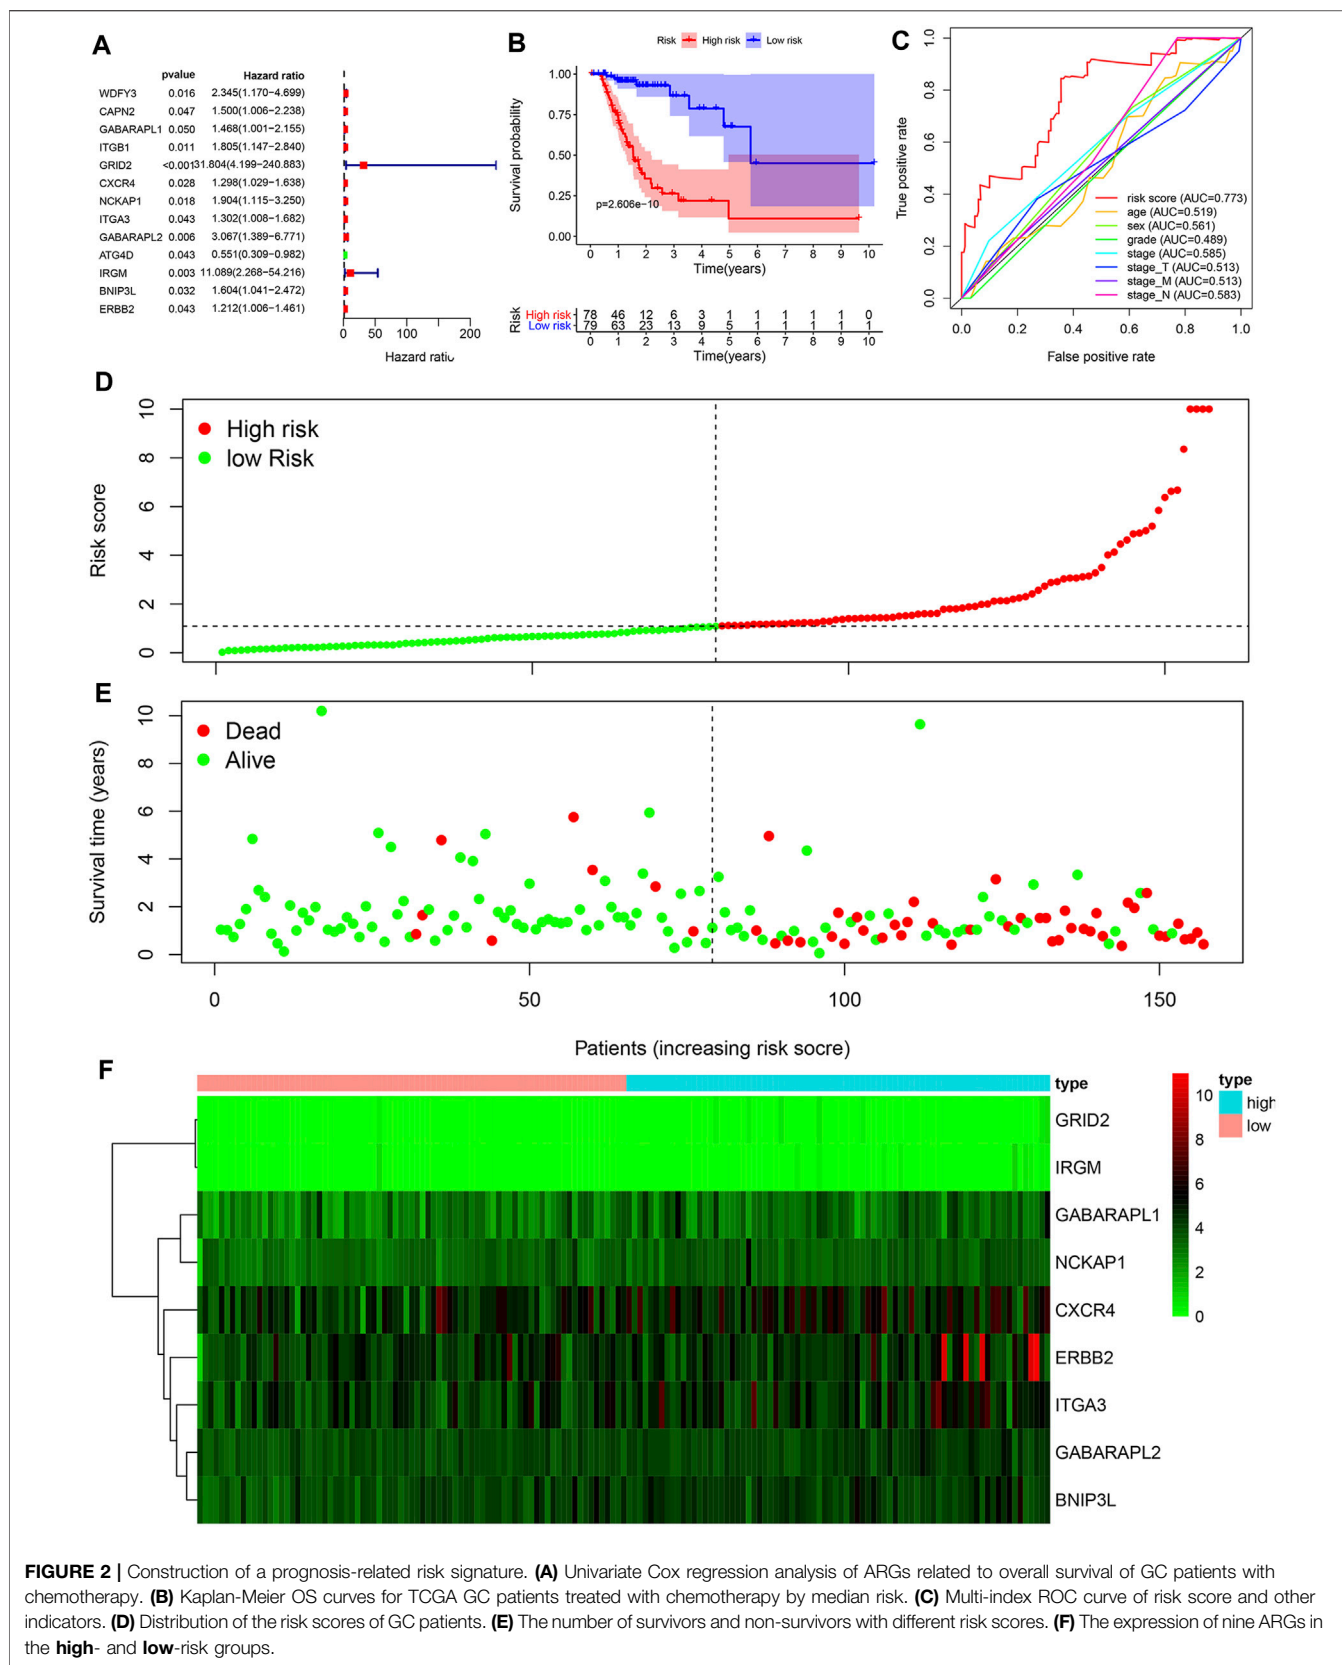 A
pvalue Hazard ratio
WDFY3 0.016 2.345(1.170−4.699)
CAPN2 0.047 1.500(1.006−2.238)
GABARAPL1 0.050 1.468(1.001−2.155)
ITGB1 0.011 1.805(1.147−2.840)
GRID2 <0.001 31.804(4.199−240.883)
CXCR4 0.028 1.298(1.029−1.638)
NCKAP1 0.018 1.904(1.115−3.250)
ITGA3 0.043 1.302(1.008−1.682)
GABARAPL2 0.006 3.067(1.389−6.771)
ATG4D 0.043 0.551(0.309−0.982)
IRGM 0.003 11.089(2.268−54.216)
BNIP3L 0.032 1.604(1.041−2.472)
ERBB2 0.043 1.212(1.006−1.461)
0 50 100 150 200
Hazard ratio
B
Risk High risk Low risk
Survival probability
1.00
0.75
0.50
0.25
0.00
p=2.606e−10
0 1 2 3 4 5 6 7 8 9 10
Time(years)
Risk
High risk 78 46 12 6 3 1 1 1 1 1 0
Low risk 79 63 23 13 9 5 1 1 1 1 1
0 1 2 3 4 5 6 7 8 9 10
Time(years)
C
True positive rate
1.0
0.8
0.6
0.4
0.2
0.0
risk score (AUC=0.773)
age (AUC=0.519)
sex (AUC=0.561)
grade (AUC=0.489)
stage (AUC=0.585)
stage_T (AUC=0.513)
stage_M (AUC=0.513)
stage_N (AUC=0.583)
0.0 0.2 0.4 0.6 0.8 1.0
False positive rate
D
Risk score
10
8
6
4
2
0
High risk
low Risk
E
Survival time (years)
10
8
6
4
2
0
Dead
Alive
0 50 100 150
Patients (increasing risk socre)
F
type
GRID2
IRGM
GABARAPL1
NCKAP1
CXCR4
ERBB2
ITGA3
GABARAPL2
BNIP3L
10
8
6
4
2
0
type
high
low
FIGURE 2 | Construction of a prognosis-related risk signature. (A) Univariate Cox regression analysis of ARGs related to overall survival of GC patients with
chemotherapy. (B) Kaplan-Meier OS curves for TCGA GC patients treated with chemotherapy by median risk. (C) Multi-index ROC curve of risk score and other
indicators. (D) Distribution of the risk scores of GC patients. (E) The number of survivors and non-survivors with different risk scores. (F) The expression of nine ARGs in
the high- and low-risk groups.